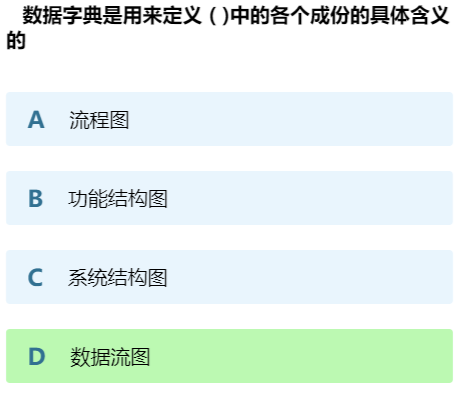 数据字典是用来定义 ( )中的各个成份的具体含义
的
A 流程图
B 功能结构图
C 系统结构图
D 数据流图